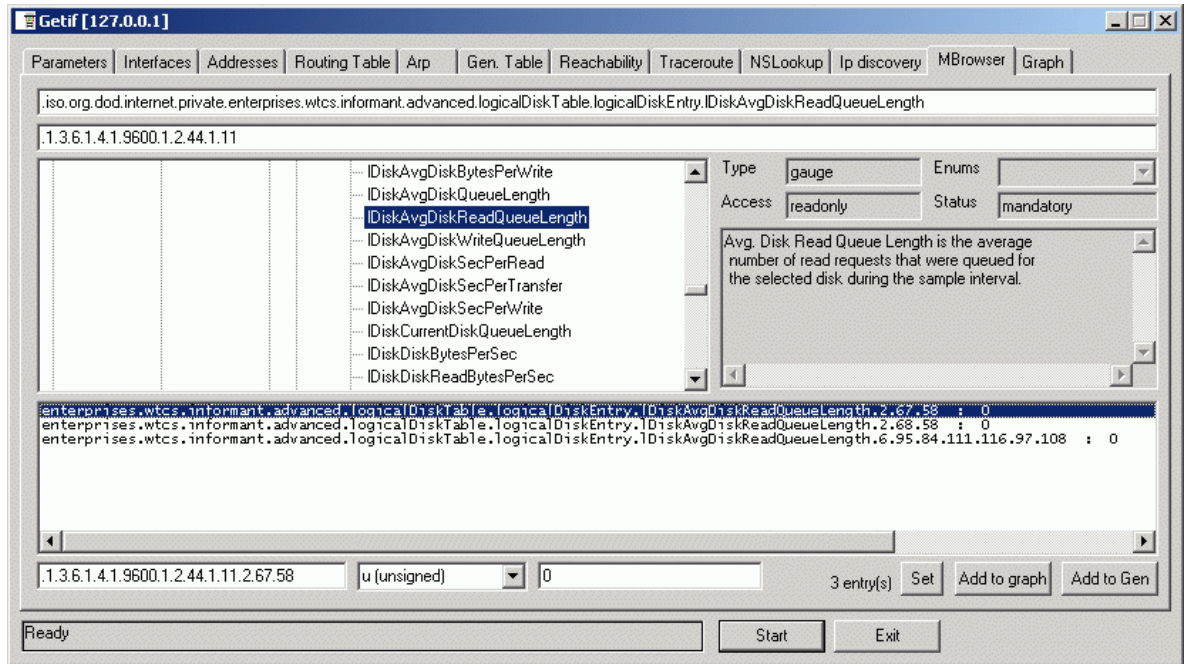 Getif [127.0.0.1]
Parameters Interfaces Addresses Routing Table Arp Gen. Table Reachability Traceroute NSLookup Ip discovery MBrowser Graph
.iso.org.dod.internet.private.enterprises.wtcs.informant.advanced.logicalDiskTable.logicalDiskEntry.lDiskAvgDiskReadQueueLength
.1.3.6.1.4.1.9600.1.2.44.1.11
lDiskAvgDiskBytesPerWrite
lDiskAvgDiskQueueLength
lDiskAvgDiskReadQueueLength
lDiskAvgDiskWriteQueueLength
lDiskAvgDiskSecPerRead
lDiskAvgDiskSecPerTransfer
lDiskAvgDiskSecPerWrite
lDiskCurrentDiskQueueLength
lDiskDiskBytesPerSec
lDiskDiskReadBytesPerSec
Type gauge Enums
Access readonly Status mandatory
Avg. Disk Read Queue Length is the average
number of read requests that were queued for
the selected disk during the sample interval.
enterprises.wtcs.informant.advanced.logicalDiskTable.logicalDiskEntry.lDiskAvgDiskReadQueueLength.2.67.58 : 0
enterprises.wtcs.informant.advanced.logicalDiskTable.logicalDiskEntry.lDiskAvgDiskReadQueueLength.2.68.58 : 0
enterprises.wtcs.informant.advanced.logicalDiskTable.logicalDiskEntry.lDiskAvgDiskReadQueueLength.6.95.84.111.116.97.108 : 0
.1.3.6.1.4.1.9600.1.2.44.1.11.2.67.58 u (unsigned) 0 3 entry(s) Set Add to graph Add to Gen
Ready Start Exit